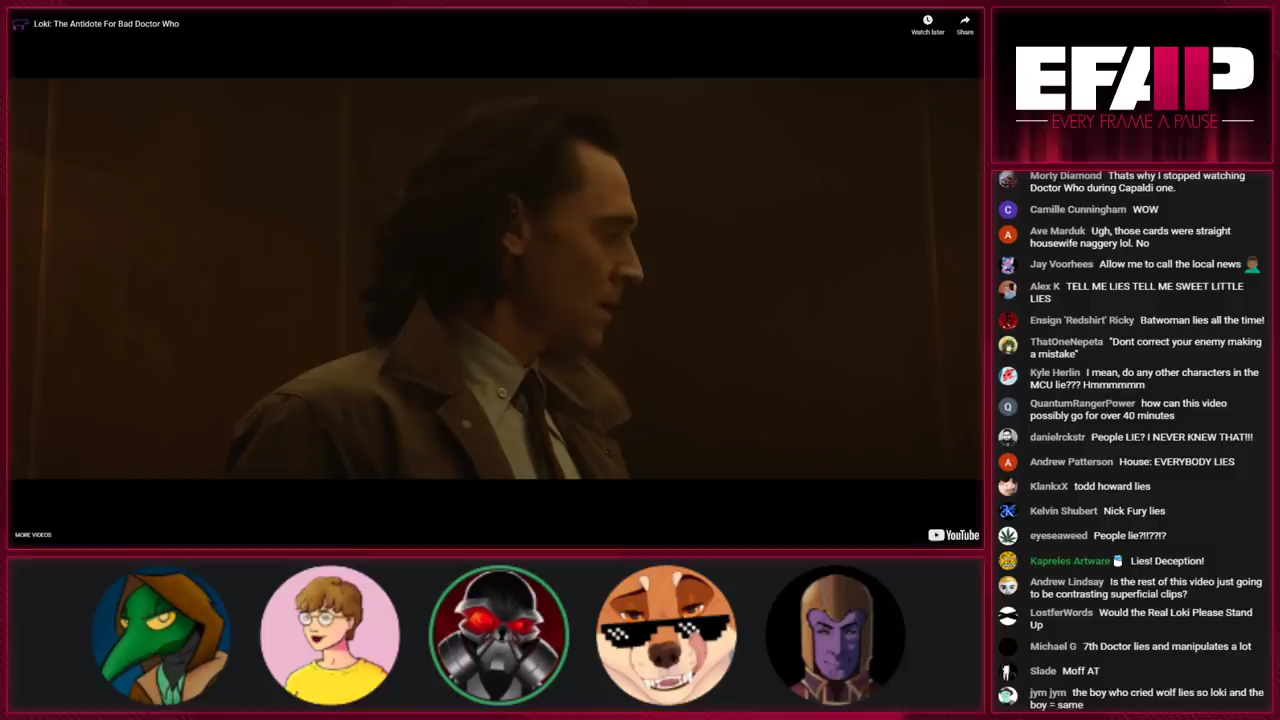 Loki: The Antidote For Bad Doctor Who
Watch later
Share
MORE VIDEOS
YouTube
EFAP
EVERY FRAME A PAUSE
Morty Diamond Thats why I stopped watching
Doctor Who during Capaldi one.
C
Camille Cunningham WOW
A
Ave Marduk Ugh, those cards were straight
housewife naggery lol. No
Jay Voorhees Allow me to call the local news
Alex K TELL ME LIES TELL ME SWEET LITTLE
LIES
Ensign 'Redshirt' Ricky Batwoman lies all the time!
ThatOneNepeta "Dont correct your enemy making
a mistake"
Kyle Herlin I mean, do any other characters in the
MCU lie??? Hmmmmmm
Q
QuantumRangerPower how can this video
possibly go for over 40 minutes
danielrckstr People LIE? I NEVER KNEW THAT!!!
A
Andrew Patterson House: EVERYBODY LIES
KlankxX todd howard lies
Kelvin Shubert Nick Fury lies
eyeseaweed People lie?!!??!?
Kapreles Artware Lies! Deception!
Andrew Lindsay Is the rest of this video just going
to be contrasting superficial clips?
LostferWords Would the Real Loki Please Stand
Up
Michael G 7th Doctor lies and manipulates a lot
Slade Moff AT
jym jym the boy who cried wolf lies so loki and the
boy = same